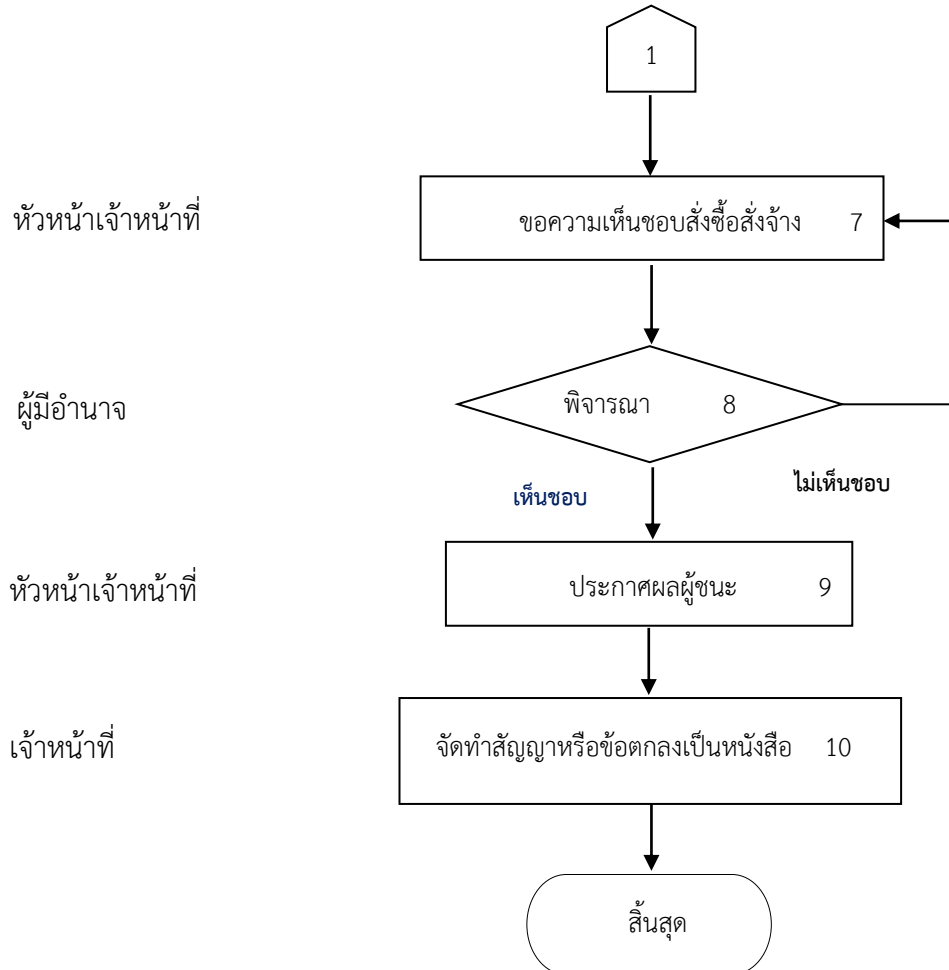 1
หัวหน้าเจ้าหน้าที่
ขอความเห็นชอบสั่งซื้อสั่งจ้าง 7
ผู้มีอำนาจ
พิจารณา 8
เห็นชอบ
ไม่เห็นชอบ
หัวหน้าเจ้าหน้าที่
ประกาศผลผู้ชนะ 9
เจ้าหน้าที่
จัดทำสัญญาหรือข้อตกลงเป็นหนังสือ 10
สิ้นสุด